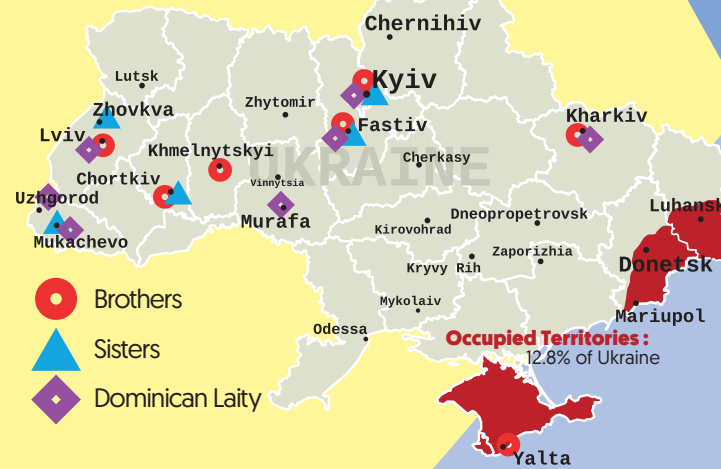 Chernihiv
Lutsk
Kyiv
Zhytomir
Zhovkva
Fastiv
Kharkiv
Lviv
Khmelnytskyi
UKRAINE
Cherkasy
Chortkiv
Vinnytsia
Uzhgorod
Luhansk
Murafa
Dneopropetrovsk
Kirovohrad
Mukachevo
Zaporizhia
Kryvy Rih
Donetsk
Brothers
Mykolaiv
Mariupol
Odessa
Occupied Territories :
Sisters
12.8% of Ukraine
Dominican Laity
Yalta